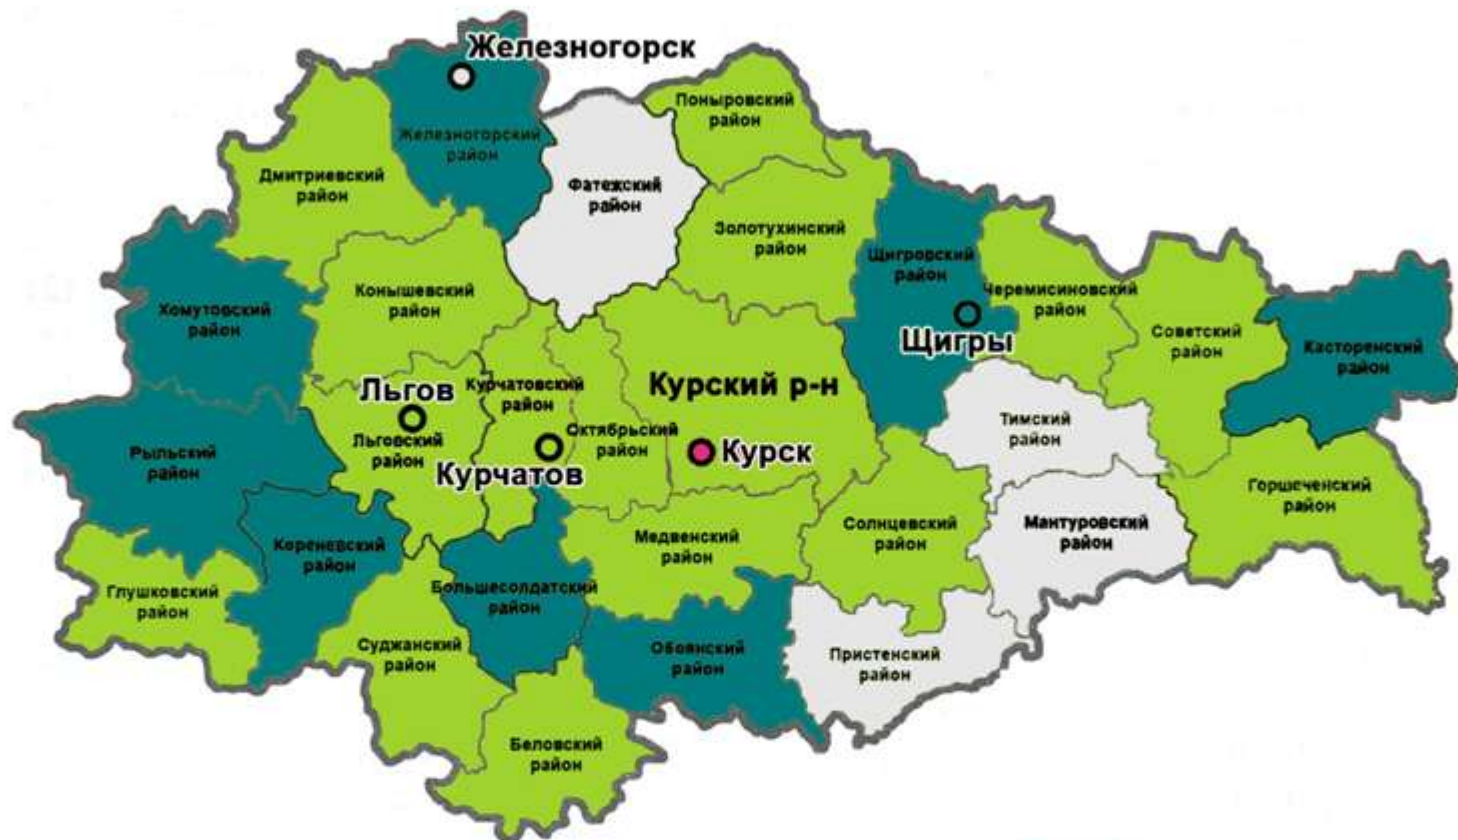 Железногорск
Железногорский
район
Поныровский
район
Дмитриевский
район
Фатежский
район
Золотухинский
район
Щигровский
район
Черемисиновский
район
Щигры
Советский
район
Касторенский
район
Хомутовский
район
Конышевский
район
Курчатовский
район
Льгов
Льговский
район
Курчатов
Октябрьский
район
Курский р-н
Курск
Тимский
район
Рыльский
район
Горшеченский
район
Мантуровский
район
Солнцевский
район
Медвенский
район
Кореневский
район
Большесолдатский
район
Глушковский
район
Суджанский
район
Обоянский
район
Пристенский
район
Беловский
район